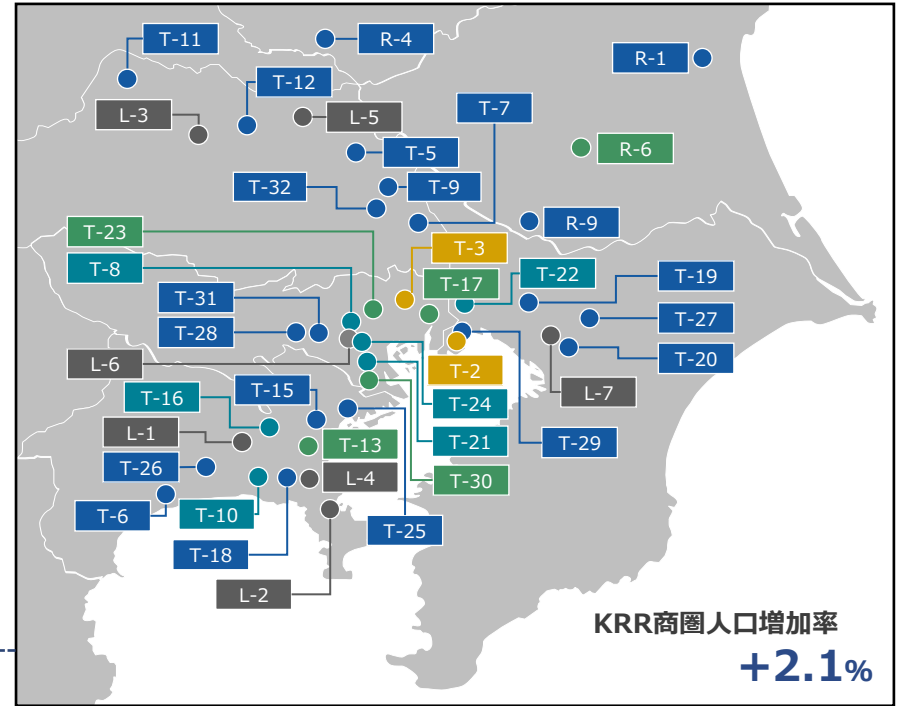 T-11
R-4
R-1
T-12
T-7
L-3
L-5
T-5
R-6
T-32
T-9
T-23
R-9
T-3
T-8
T-17
T-22
T-19
T-31
T-28
T-27
L-6
T-15
T-2
T-20
T-16
L-7
T-24
L-1
T-13
T-21
T-29
T-26
L-4
T-30
T-6
T-10
T-25
T-18
L-2
KRR商圏人口増加率
+2.1%